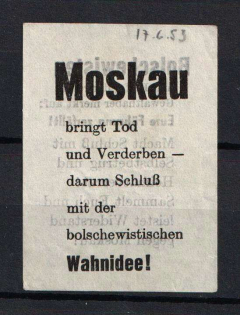 17.6.53
Moskau
bringt Tod
und Verderben —
darum Schluß
mit der
bolschewistischen
Wahnidee!